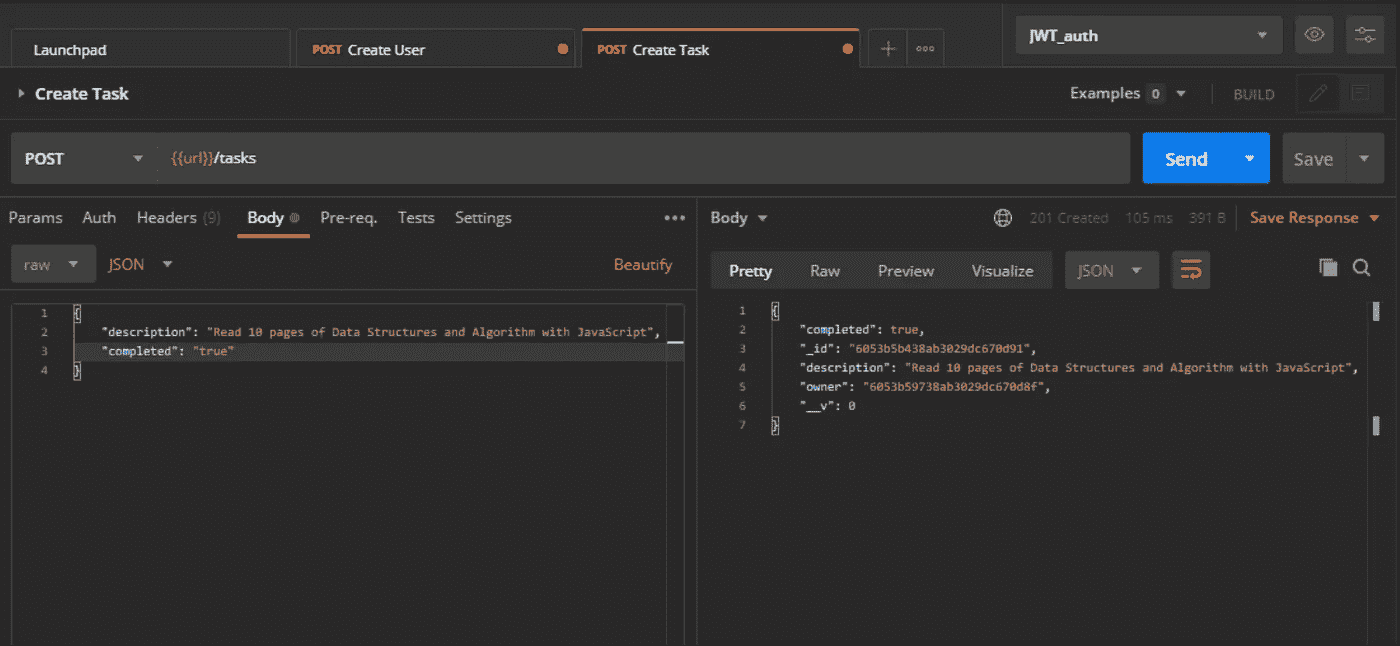 Launchpad
POST Create User
POST Create Task
JWT_auth
Create Task
Examples 0
BUILD
POST
{{url}}/tasks
Send
Save
Params Auth Headers (9) Body Pre-req. Tests Settings
raw JSON Beautify
1 {
2 "description": "Read 10 pages of Data Structures and Algorithm with JavaScript",
3 "completed": "true"
4 }
Body
201 Created 105 ms 391 B Save Response
Pretty Raw Preview Visualize JSON
1 {
2 "completed": true,
3 "_id": "6053b5b438ab3029dc670d91",
4 "description": "Read 10 pages of Data Structures and Algorithm with JavaScript",
5 "owner": "6053b59738ab3029dc670d8f",
6 "__v": 0
7 }